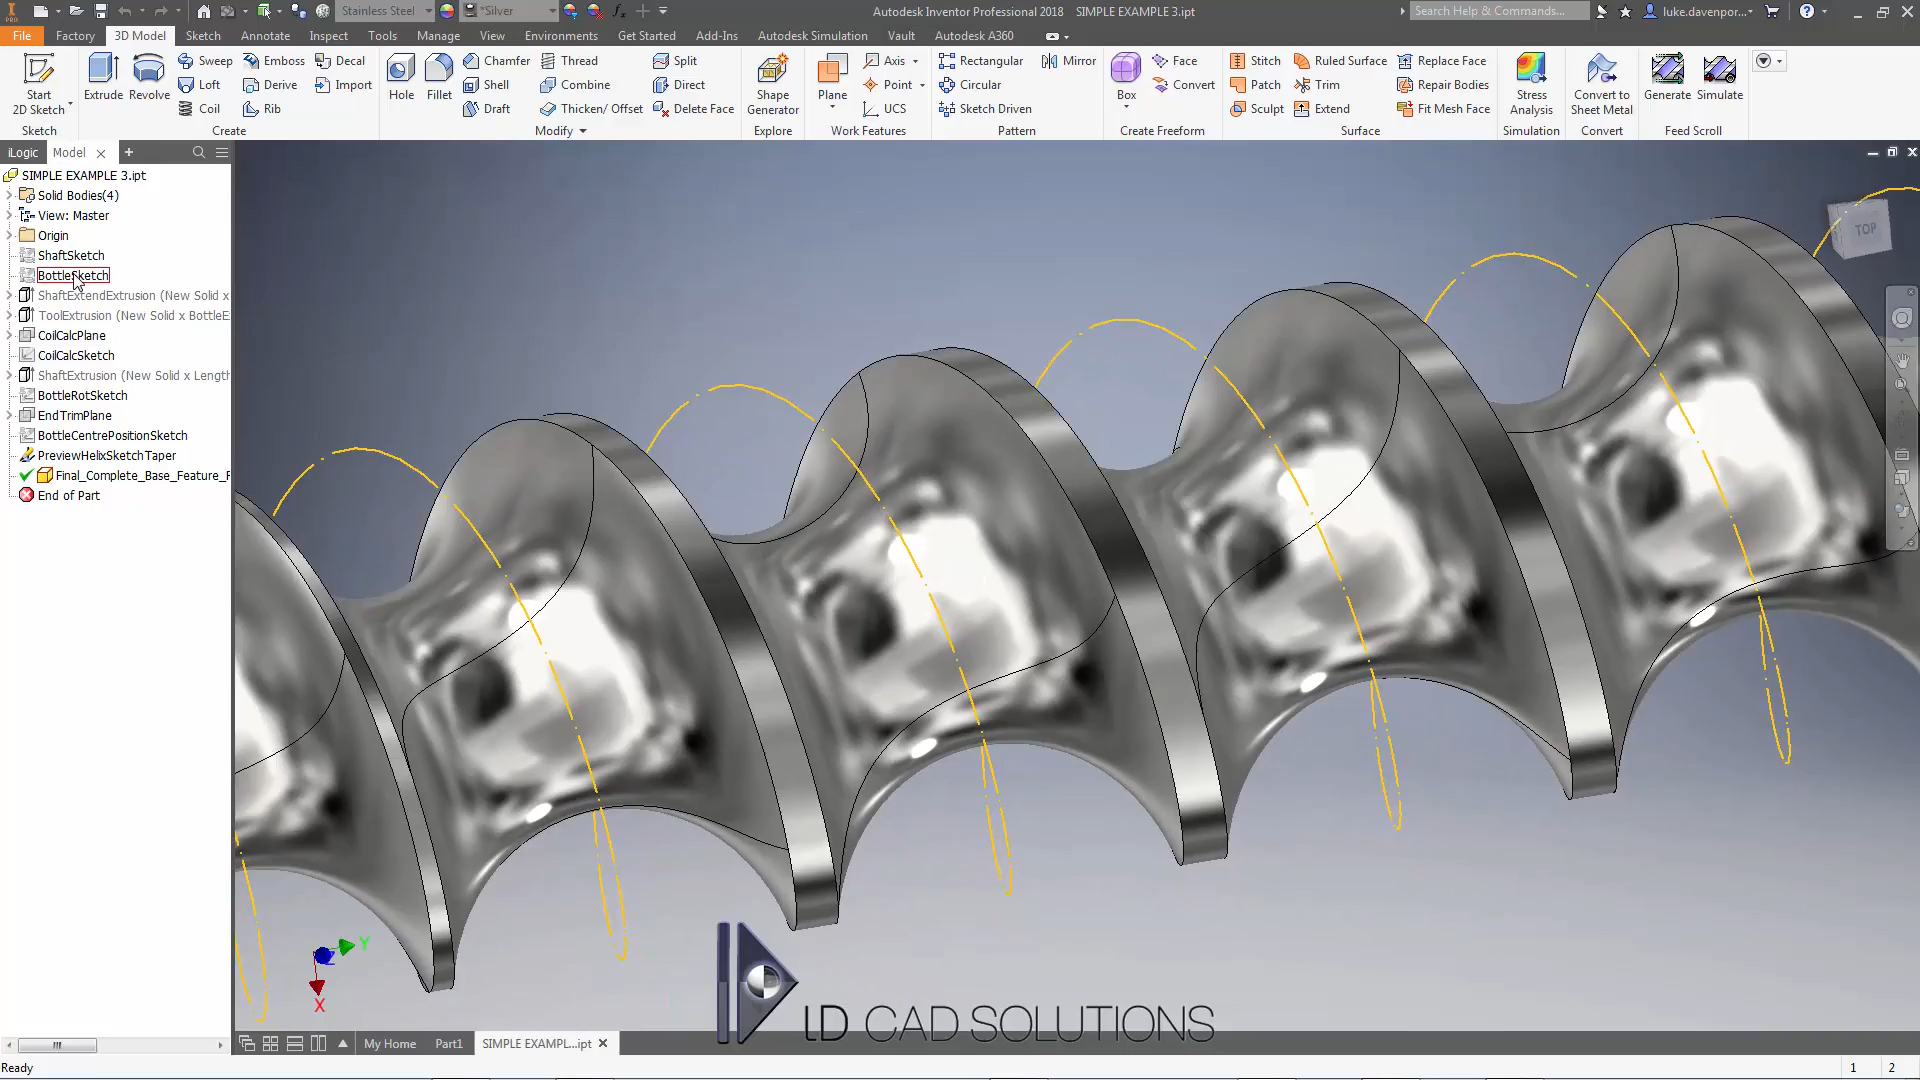 Stainless Steel
*Silver
Autodesk Inventor Professional 2018 SIMPLE EXAMPLE 3.ipt
Search Help & Commands...
luke.davenpor...
File Factory 3D Model Sketch Annotate Inspect Tools Manage View Environments Get Started Add-Ins Autodesk Simulation Vault Autodesk A360
Start
2D Sketch
Sketch
Extrude
Revolve
Sweep Emboss Decal
Loft Derive Import
Coil Rib
Create
Hole
Fillet
Chamfer Thread Split
Shell Combine Direct
Draft Thicken/ Offset Delete Face
Modify
Shape
Generator
Explore
Plane
Axis
Point
UCS
Work Features
Rectangular Mirror
Circular
Sketch Driven
Pattern
Box
Face
Convert
Create Freeform
Stitch Ruled Surface Replace Face
Patch Trim Repair Bodies
Sculpt Extend Fit Mesh Face
Surface
Stress
Analysis
Simulation
Convert to
Sheet Metal
Convert
Generate Simulate
Feed Scroll
iLogic Model
SIMPLE EXAMPLE 3.ipt
Solid Bodies(4)
View: Master
Origin
ShaftSketch
BottleSketch
ShaftExtendExtrusion (New Solid x
ToolExtrusion (New Solid x BottleE
CoilCalcPlane
CoilCalcSketch
ShaftExtrusion (New Solid x Length
BottleRotSketch
EndTrimPlane
BottleCentrePositionSketch
PreviewHelixSketchTaper
Final_Complete_Base_Feature_F
End of Part
TOP
Y
X
LD CAD SOLUTIONS
My Home Part1 SIMPLE EXAMPL...ipt
Ready
1 2